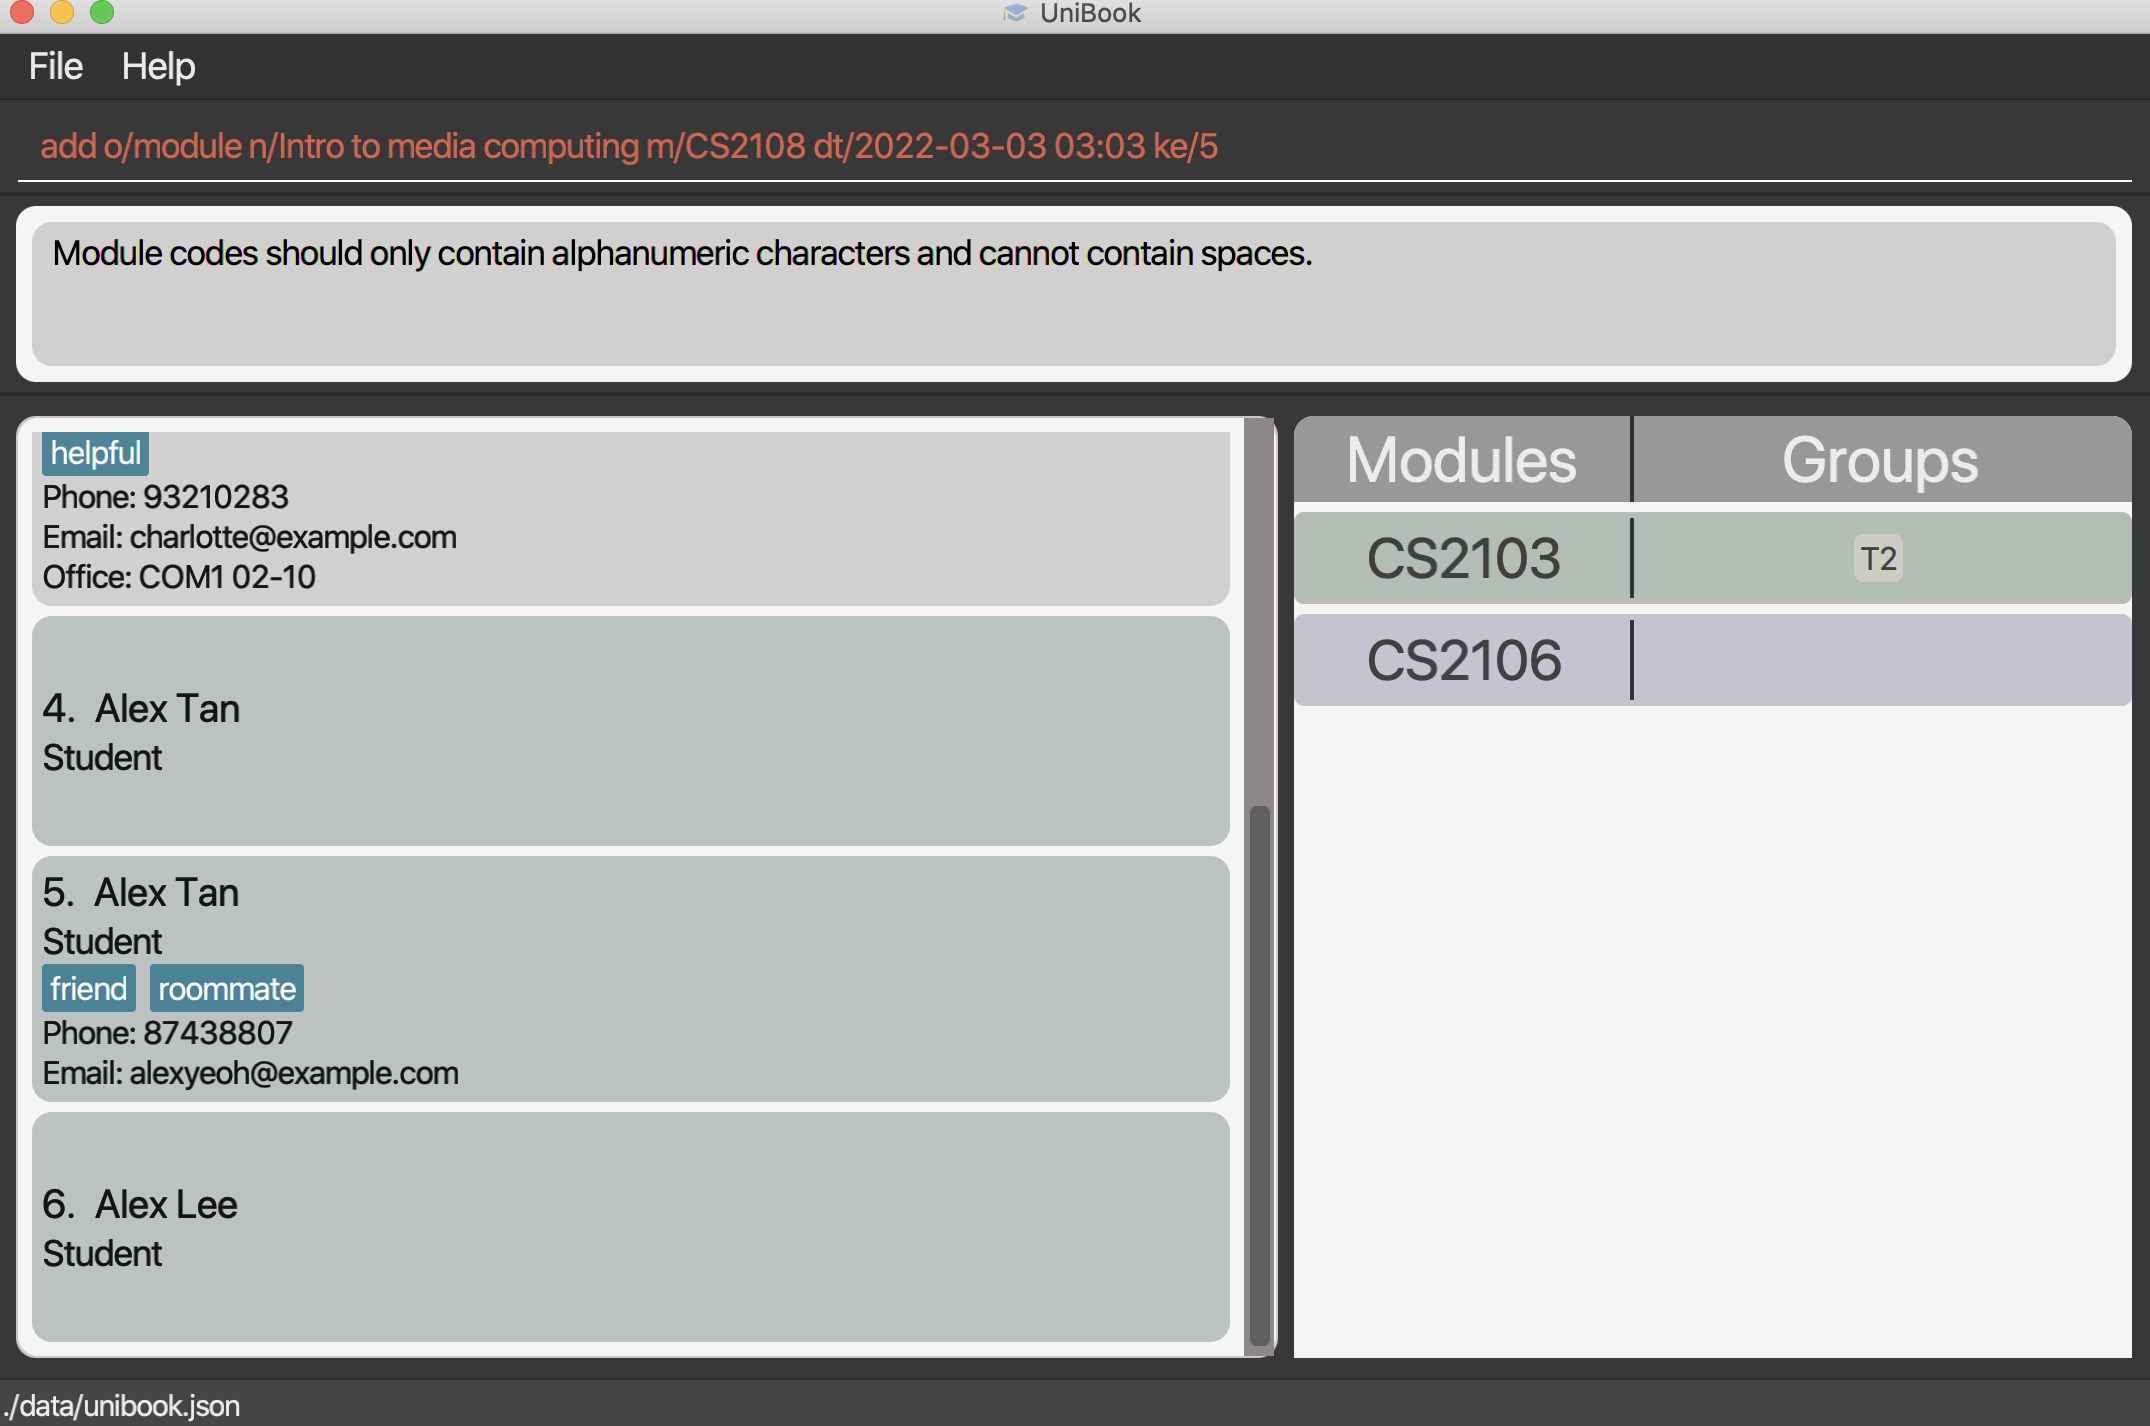 UniBook
File Help
add o/module n/Intro to media computing m/CS2108 dt/2022-03-03 03:03 ke/5
Module codes should only contain alphanumeric characters and cannot contain spaces.
helpful
Phone: 93210283
Email: charlotte@example.com
Office: COM1 02-10
4. Alex Tan
Student
5. Alex Tan
Student
friend roommate
Phone: 87438807
Email: alexyeoh@example.com
6. Alex Lee
Student
Modules Groups
CS2103 T2
CS2106
./data/unibook.json